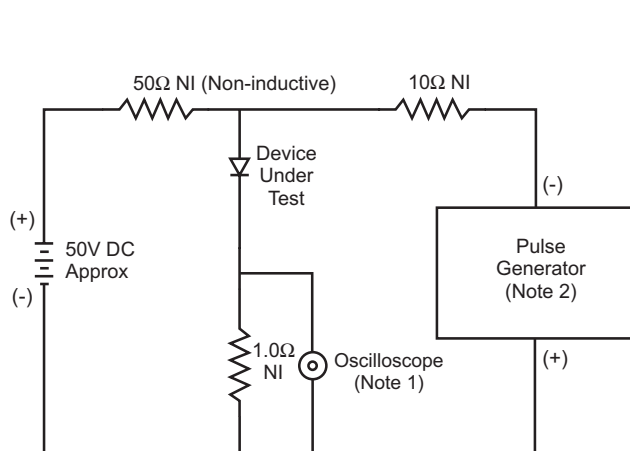 50Ω NI (Non-inductive)
10Ω NI
Device
Under
Test
(+)
50V DC
Approx
(-)
(-)
Pulse
Generator
(Note 2)
(+)
1.0Ω
NI
Oscilloscope
(Note 1)